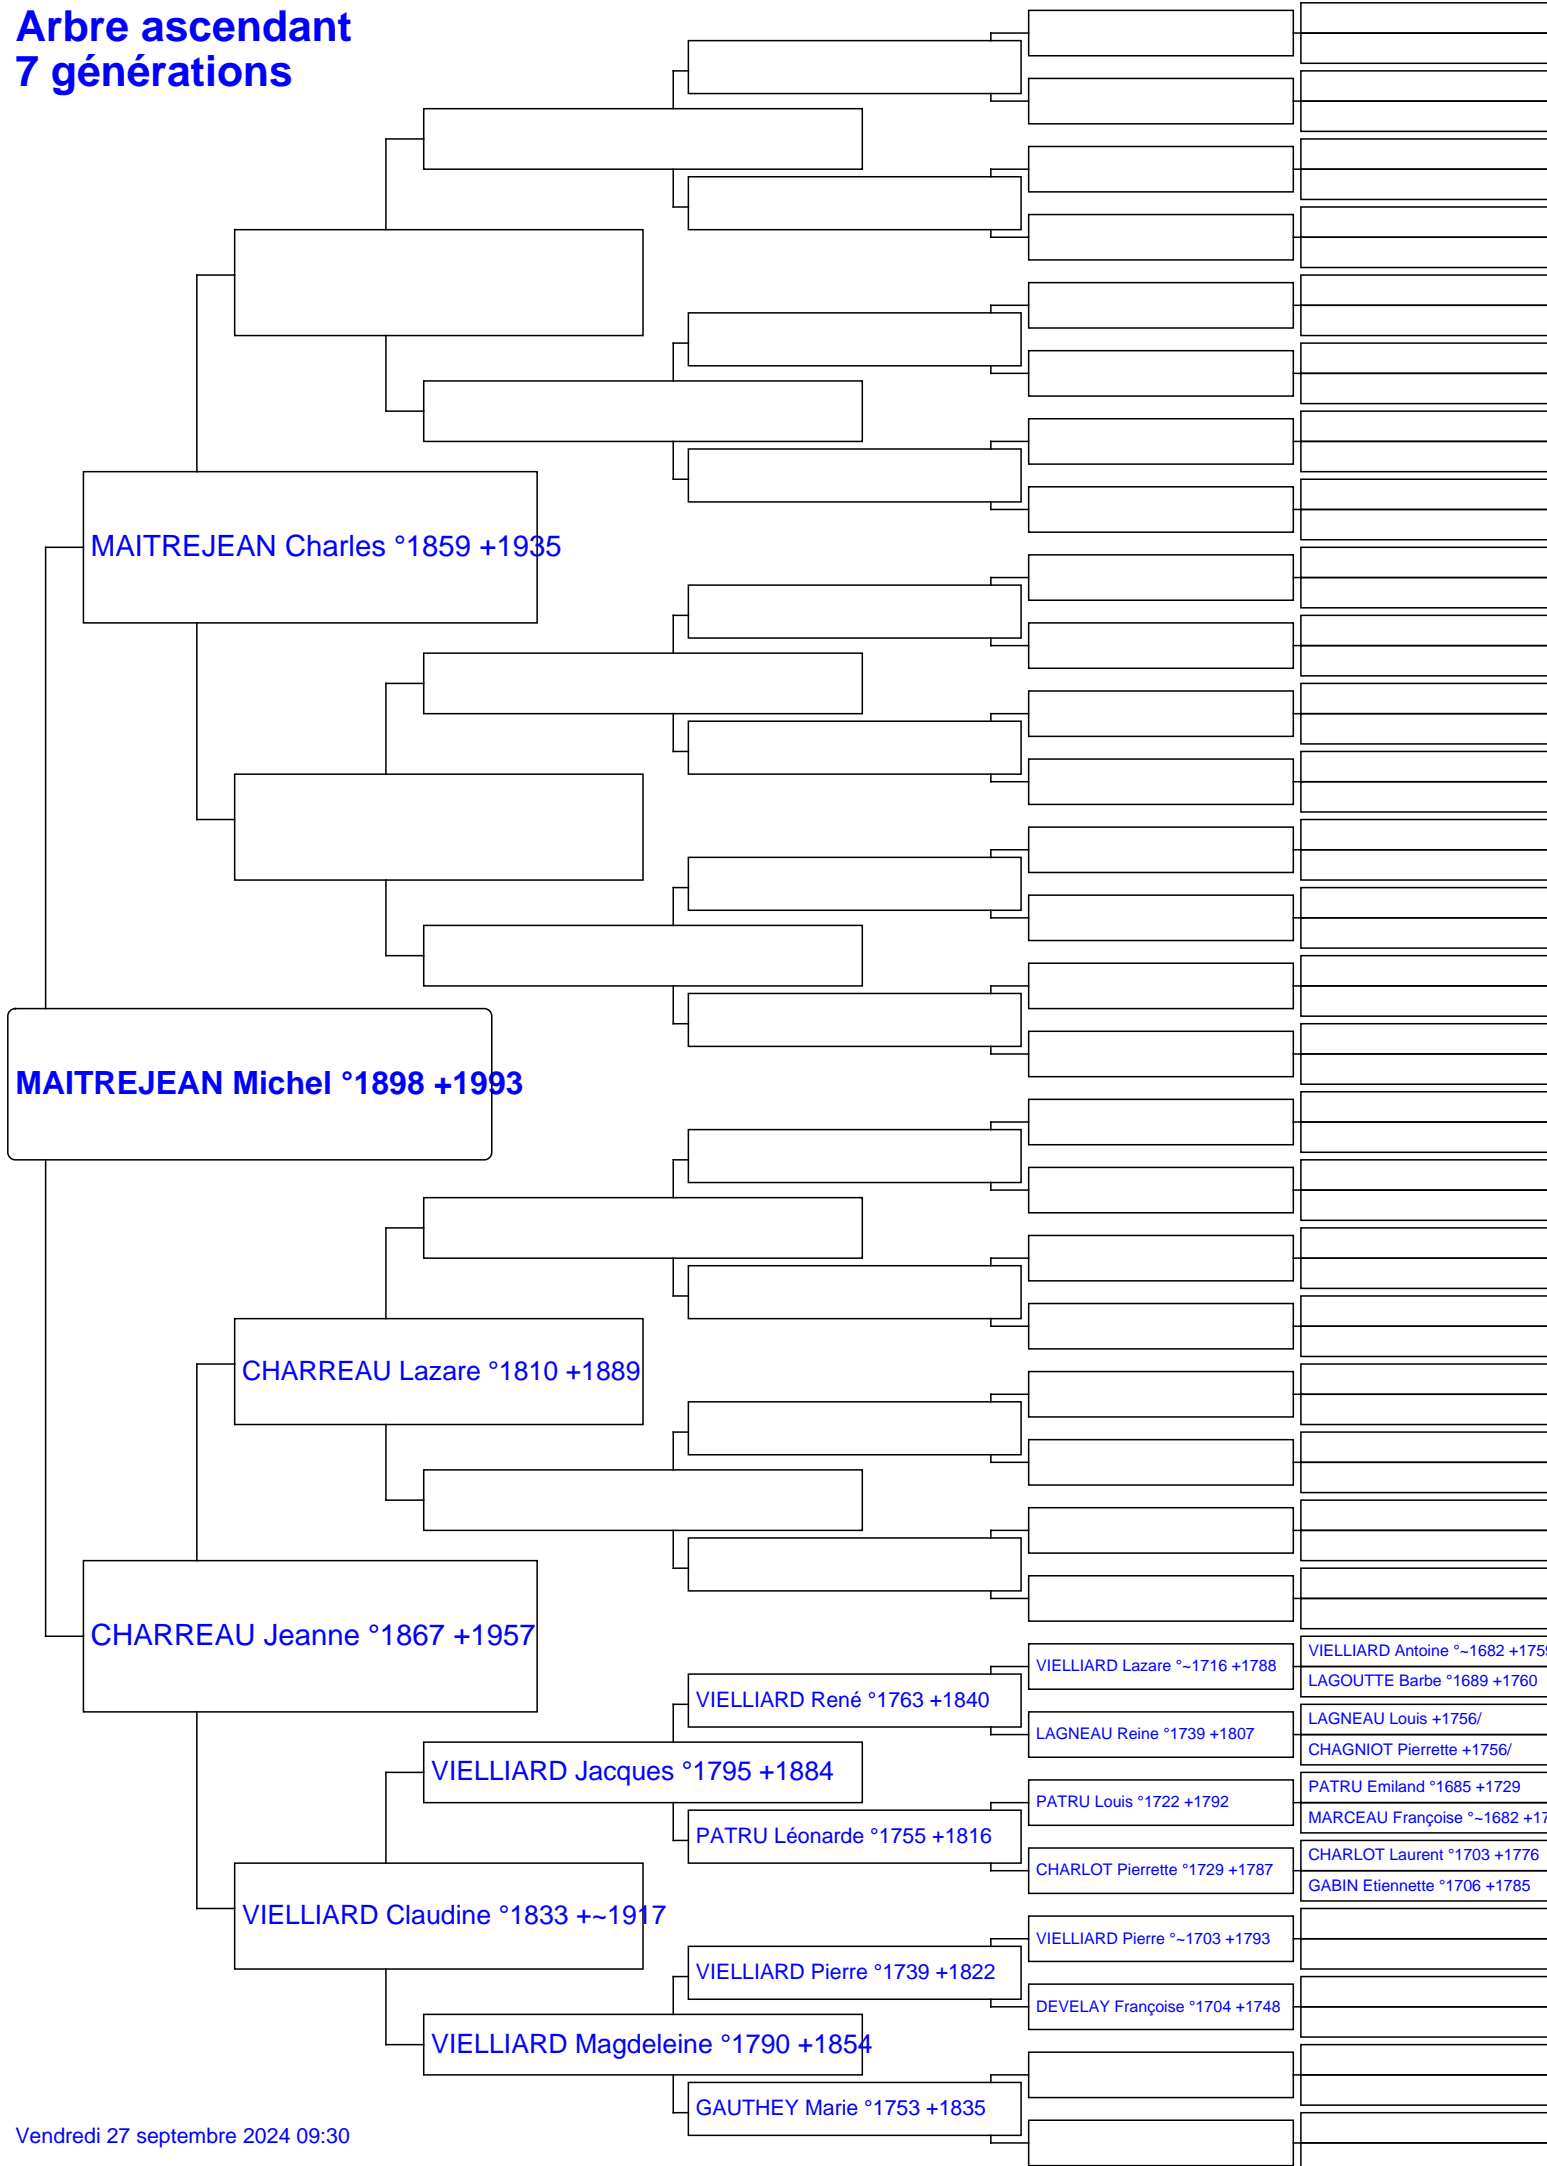 Arbre ascendant
7 générations
MAITREJEAN Charles °1859 +1935
MAITREJEAN Michel °1898 +1993
CHARREAU Lazare °1810 +1889
CHARREAU Jeanne °1867 +1957
VIELLIARD Antoine °~1682 +1759
VIELLIARD Lazare °~1716 +1788
LAGOUTTE Barbe °1689 +1760
VIELLIARD René °1763 +1840
LAGNEAU Louis +1756/
LAGNEAU Reine °1739 +1807
CHAGNIOT Pierrette +1756/
VIELLIARD Jacques °1795 +1884
PATRU Emiland °1685 +1729
PATRU Louis °1722 +1792
MARCEAU Françoise °~1682
PATRU Léonarde °1755 +1816
CHARLOT Laurent °1703 +1776
CHARLOT Pierrette °1729 +1787
GABIN Etiennette °1706 +1785
VIELLIARD Claudine °1833 +~1917
VIELLIARD Pierre °~1703 +1793
VIELLIARD Pierre °1739 +1822
DEVELAY Françoise °1704 +1748
VIELLIARD Magdeleine °1790 +1854
GAUTHEY Marie °1753 +1835
Vendredi 27 septembre 2024 09:30